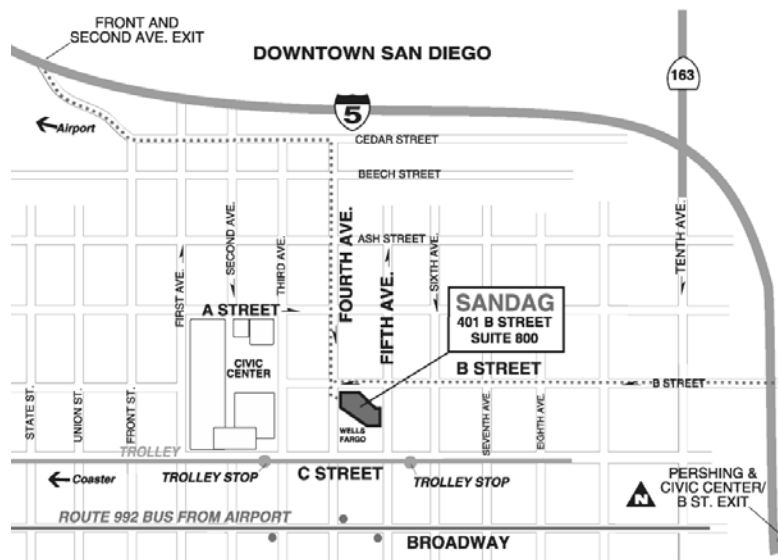 FRONT AND
SECOND AVE. EXIT
DOWNTOWN SAN DIEGO
163
5
Airport
CEDAR STREET
BEECH STREET
ASH STREET
FIRST AVE.
SECOND AVE.
THIRD AVE.
FOURTH AVE.
FIFTH AVE.
SIXTH AVE.
TENTH AVE.
A STREET
SANDAG
401 B STREET
SUITE 800
CIVIC
CENTER
B STREET
B STREET
STATE ST.
UNION ST.
FRONT ST.
WELLS
FARGO
SEVENTH AVE.
EIGHTH AVE.
TROLLEY
TROLLEY STOP
C STREET
TROLLEY STOP
Coaster
PERSHING &
CIVIC CENTER/
B ST. EXIT
N
ROUTE 992 BUS FROM AIRPORT
BROADWAY